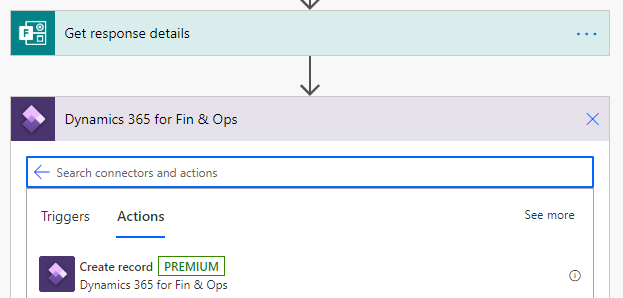 Get response details
Dynamics 365 for Fin & Ops
Search connectors and actions
Triggers Actions See more
Create record PREMIUM
Dynamics 365 for Fin & Ops